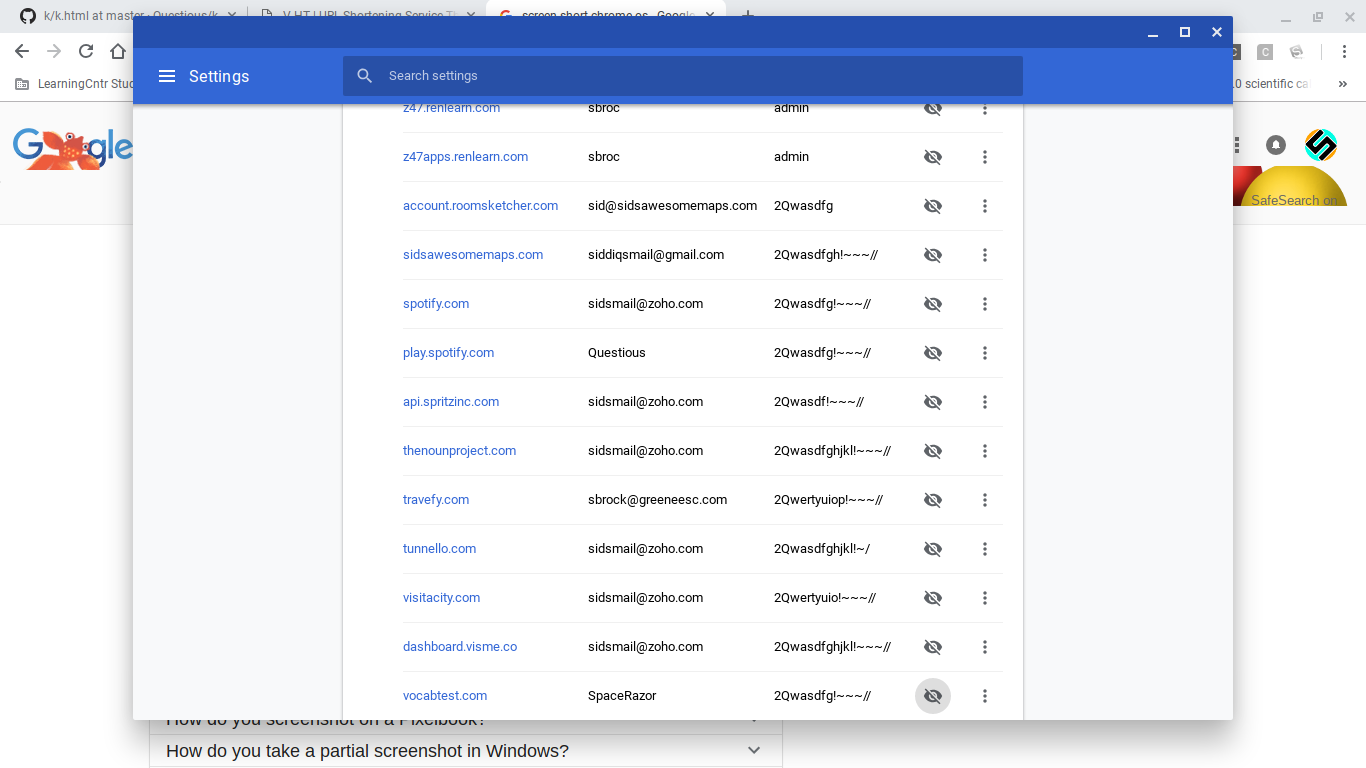 k/k.html at master · Questious/k
V.HT | URL Shortening Service T
screen short chrome os - Google
LearningCntr Stud
.0 scientific ca
Settings
Search settings
Google
SafeSearch on
z47.renlearn.com sbroc admin
z47apps.renlearn.com sbroc admin
account.roomsketcher.com sid@sidsawesomemaps.com 2Qwasdfg
sidsawesomemaps.com siddiqsmail@gmail.com 2Qwasdfgh!~~~//
spotify.com sidsmail@zoho.com 2Qwasdfg!~~~//
play.spotify.com Questious 2Qwasdfg!~~~//
api.spritzinc.com sidsmail@zoho.com 2Qwasdf!~~~//
thenounproject.com sidsmail@zoho.com 2Qwasdfghjkl!~~~//
travefy.com sbrock@greeneesc.com 2Qwertyuiop!~~~//
tunnello.com sidsmail@zoho.com 2Qwasdfghjkl!~/
visitacity.com sidsmail@zoho.com 2Qwertyuio!~~~//
dashboard.visme.co sidsmail@zoho.com 2Qwasdfghjkl!~~~//
vocabtest.com SpaceRazor 2Qwasdfg!~~~//
How do you screenshot on a Pixelbook?
How do you take a partial screenshot in Windows?